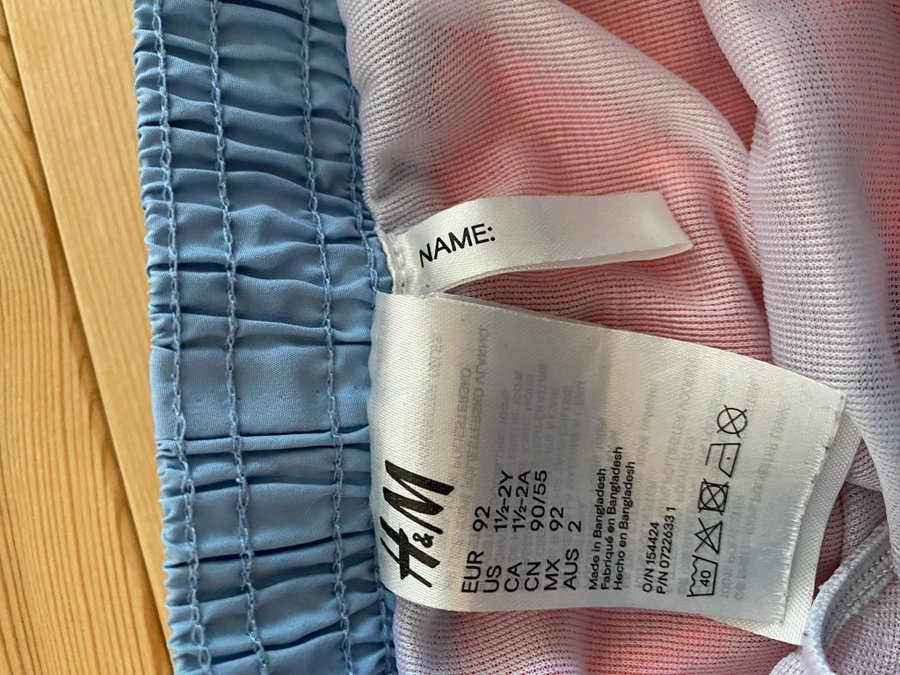 NAME:
H&M
EUR 92
US 1½-2Y
CA 1½-2A
CN 90/55
MX 92
AUS 2
Made in Bangladesh
Fabriqué en Bangladesh
Hecho en Bangladesh
O/N 154424
P/N 07226331
40